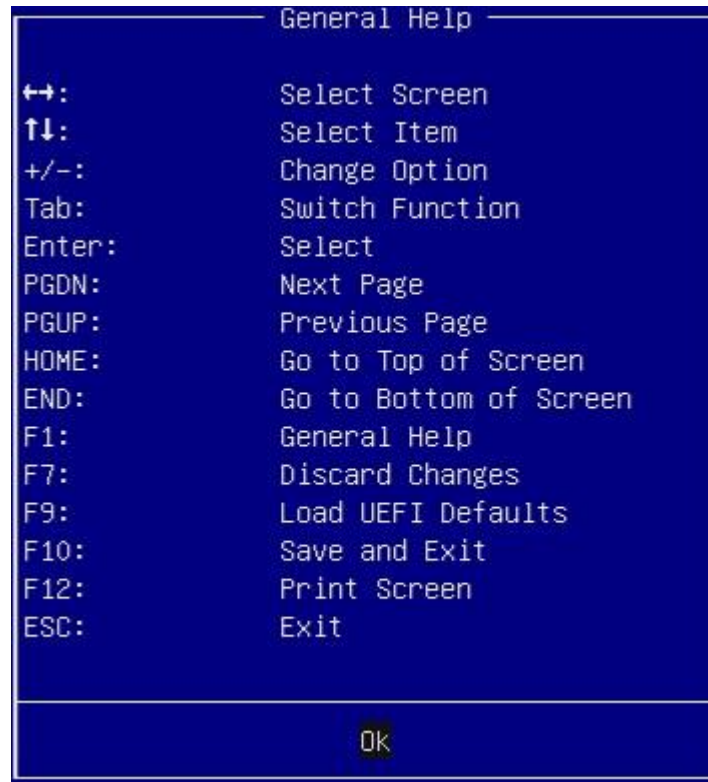 General Help
↔: Select Screen
↑↓: Select Item
+/-: Change Option
Tab: Switch Function
Enter: Select
PGDN: Next Page
PGUP: Previous Page
HOME: Go to Top of Screen
END: Go to Bottom of Screen
F1: General Help
F7: Discard Changes
F9: Load UEFI Defaults
F10: Save and Exit
F12: Print Screen
ESC: Exit
Ok